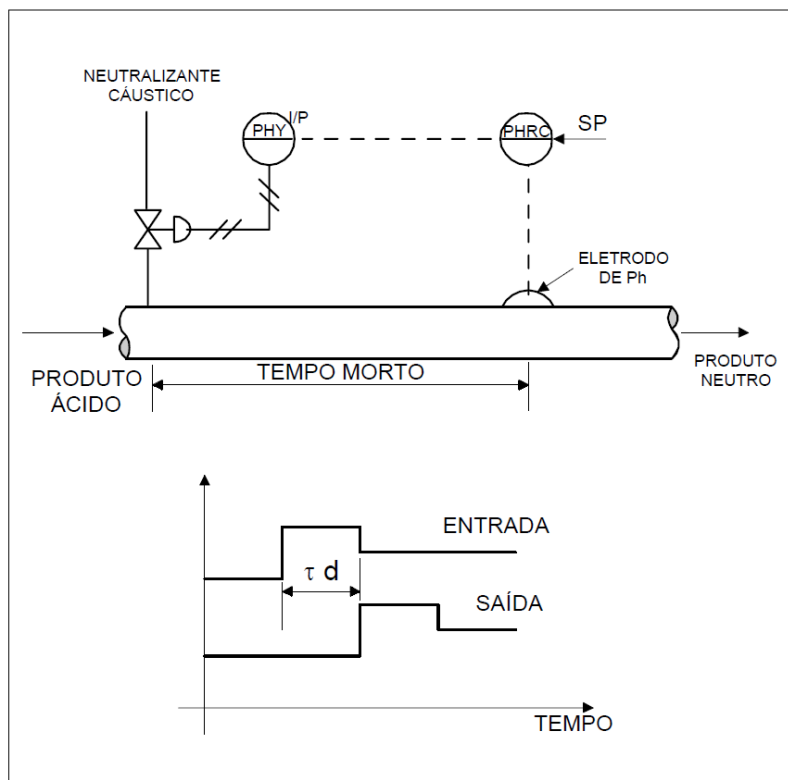 NEUTRALIZANTE
CÁUSTICO
PHY
I/P
PHRC
SP
ELETRODO
DE Ph
PRODUTO
ÁCIDO
TEMPO MORTO
PRODUTO
NEUTRO
ENTRADA
τ d
SAÍDA
TEMPO